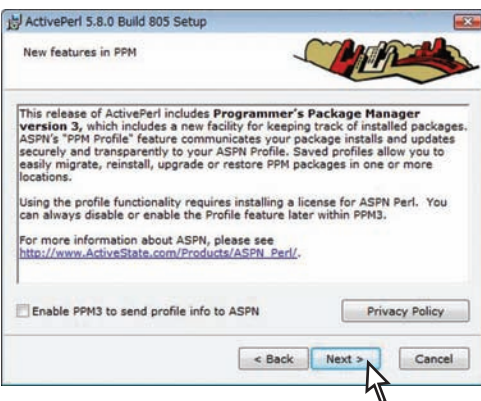 ActivePerl 5.8.0 Build 805 Setup
New features in PPM
This release of ActivePerl includes Programmer's Package Manager
version 3, which includes a new facility for keeping track of installed packages.
ASPN's "PPM Profile" feature communicates your package installs and updates
securely and transparently to your ASPN Profile. Saved profiles allow you to
easily migrate, reinstall, upgrade or restore PPM packages in one or more
locations.
Using the profile functionality requires installing a license for ASPN Perl.  You
can always disable or enable the Profile feature later within PPM3.
For more information about ASPN, please see
http://www.ActiveState.com/Products/ASPN_Perl/.
Enable PPM3 to send profile info to ASPN
Privacy Policy
< Back
Next >
Cancel